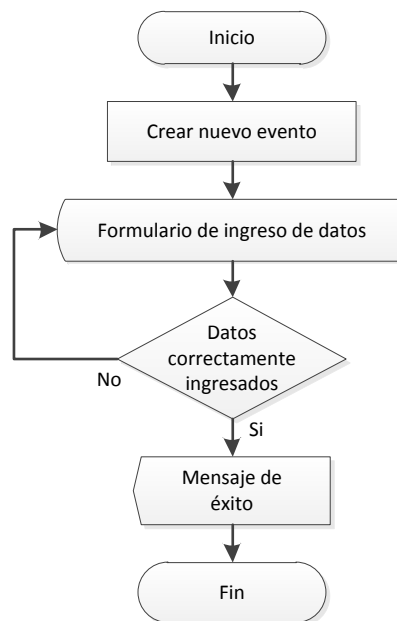 Inicio
Crear nuevo evento
Formulario de ingreso de datos
Datos
correctamente
ingresados
No
Si
Mensaje de
éxito
Fin